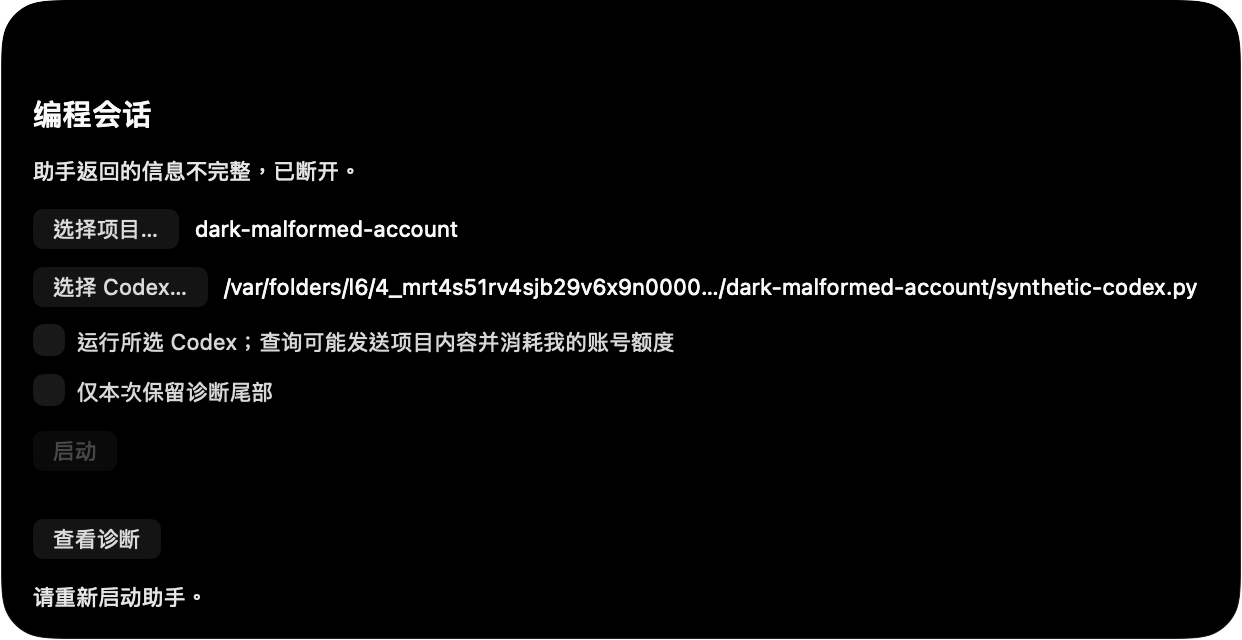 编程会话
助手返回的信息不完整，已断开。
选择项目... dark-malformed-account
选择 Codex... /var/folders/l6/4_mrt4s51rv4sjb29v6x9n0000.../dark-malformed-account/synthetic-codex.py
运行所选 Codex；查询可能发送项目内容并消耗我的账号额度
仅本次保留诊断尾部
启动
查看诊断
请重新启动助手。